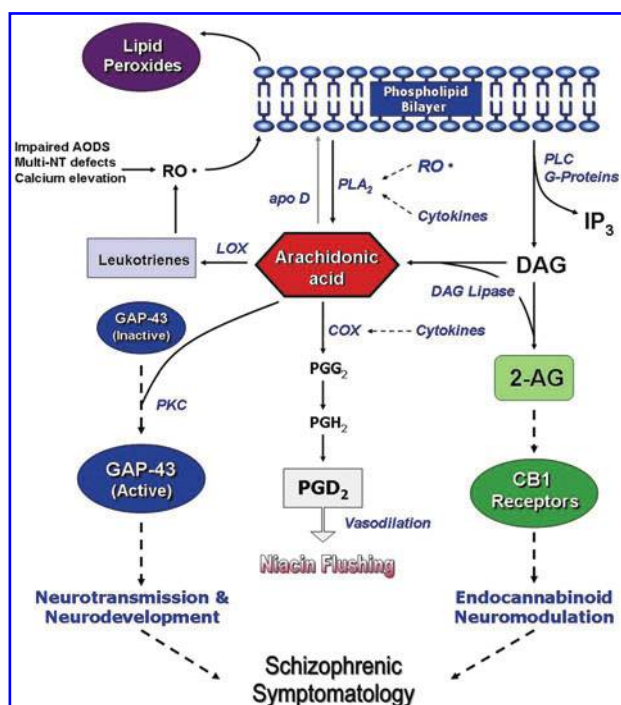 Lipid
Peroxides
Phospholipid
Bilayer
Impaired AODS
Multi-NT defects
Calcium elevation
RO •
apo D
PLA2
RO •
Cytokines
PLC
G-Proteins
IP3
Leukotrienes
LOX
Arachidonic
acid
DAG
DAG Lipase
GAP-43
(Inactive)
COX
Cytokines
PGG2
2-AG
PKC
PGH2
GAP-43
(Active)
PGD2
CB1
Receptors
Vasodilation
Niacin Flushing
Neurotransmission &
Neurodevelopment
Endocannabinoid
Neuromodulation
Schizophrenic
Symptomatology